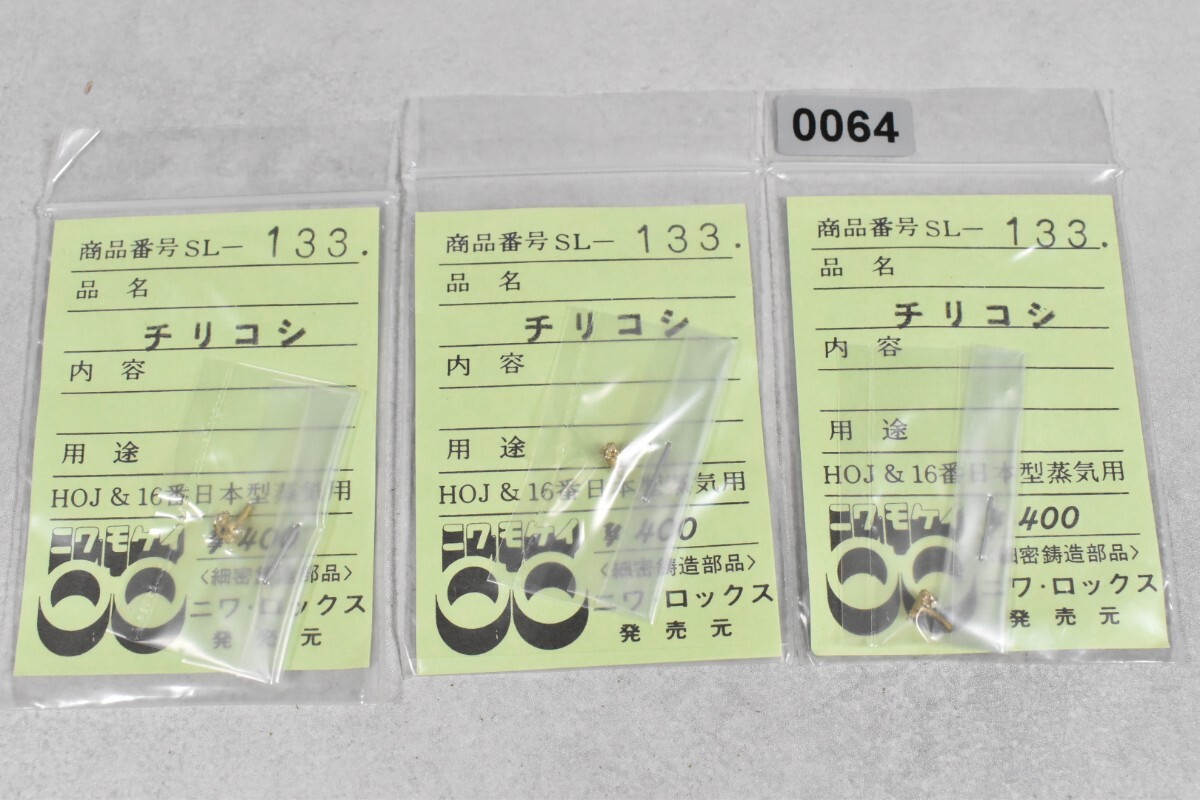 0064
商品番号 SL— 133.
品 名
チリコシ
内 容
用 途
HOJ & 16番日本型蒸気用
ニワモケイ
¥400
〈細密鋳造部品〉
ニワ・ロックス
発 売 元
商品番号 SL— 133.
品 名
チリコシ
内 容
用 途
HOJ & 16番日本型蒸気用
ニワモケイ
¥400
〈細密鋳造部品〉
ニワ・ロックス
発 売 元
商品番号 SL— 133.
品 名
チリコシ
内 容
用 途
HOJ & 16番日本型蒸気用
ニワモケイ
¥400
〈細密鋳造部品〉
ニワ・ロックス
発 売 元